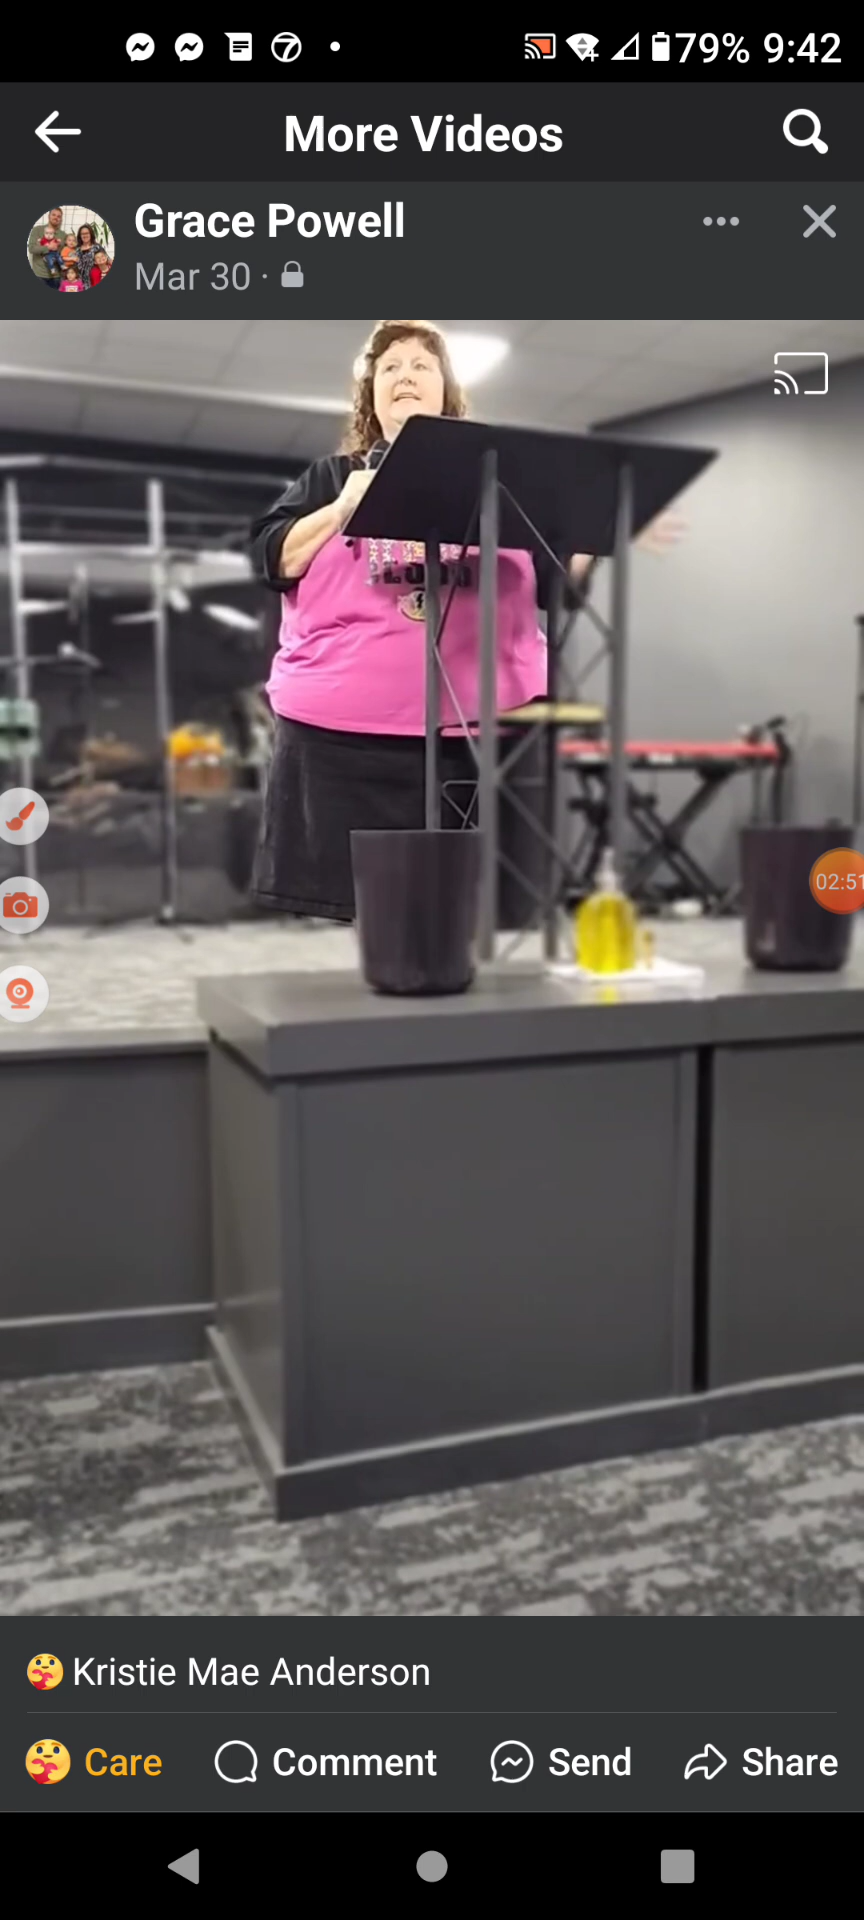 79% 9:42
More Videos
Grace Powell
Mar 30 ·
02:51
Kristie Mae Anderson
Care Comment Send Share